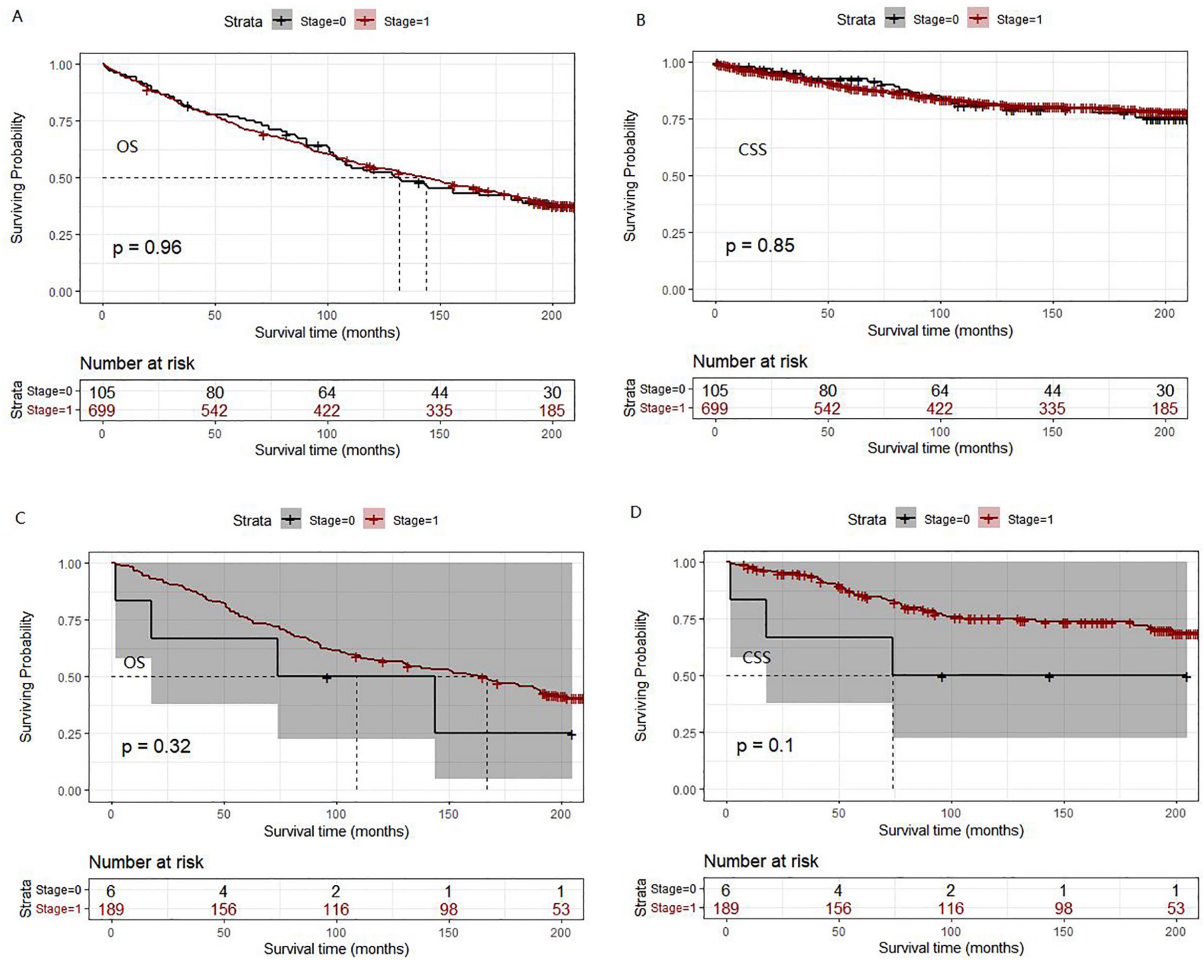 A
Strata Stage=0 Stage=1
Surviving Probability
1.00
0.75
0.50
0.25
0.00
OS
p = 0.96
0 50 100 150 200
Survival time (months)
Number at risk
Strata
Stage=0 105 80 64 44 30
Stage=1 699 542 422 335 185
0 50 100 150 200
Survival time (months)
B
Strata Stage=0 Stage=1
Surviving Probability
1.00
0.75
0.50
0.25
0.00
CSS
p = 0.85
0 50 100 150 200
Survival time (months)
Number at risk
Strata
Stage=0 105 80 64 44 30
Stage=1 699 542 422 335 185
0 50 100 150 200
Survival time (months)
C
Strata Stage=0 Stage=1
Surviving Probability
1.00
0.75
0.50
0.25
0.00
OS
p = 0.32
0 50 100 150 200
Survival time (months)
Number at risk
Strata
Stage=0 6 4 2 1 1
Stage=1 189 156 116 98 53
0 50 100 150 200
Survival time (months)
D
Strata Stage=0 Stage=1
Surviving Probability
1.00
0.75
0.50
0.25
0.00
CSS
p = 0.1
0 50 100 150 200
Survival time (months)
Number at risk
Strata
Stage=0 6 4 2 1 1
Stage=1 189 156 116 98 53
0 50 100 150 200
Survival time (months)